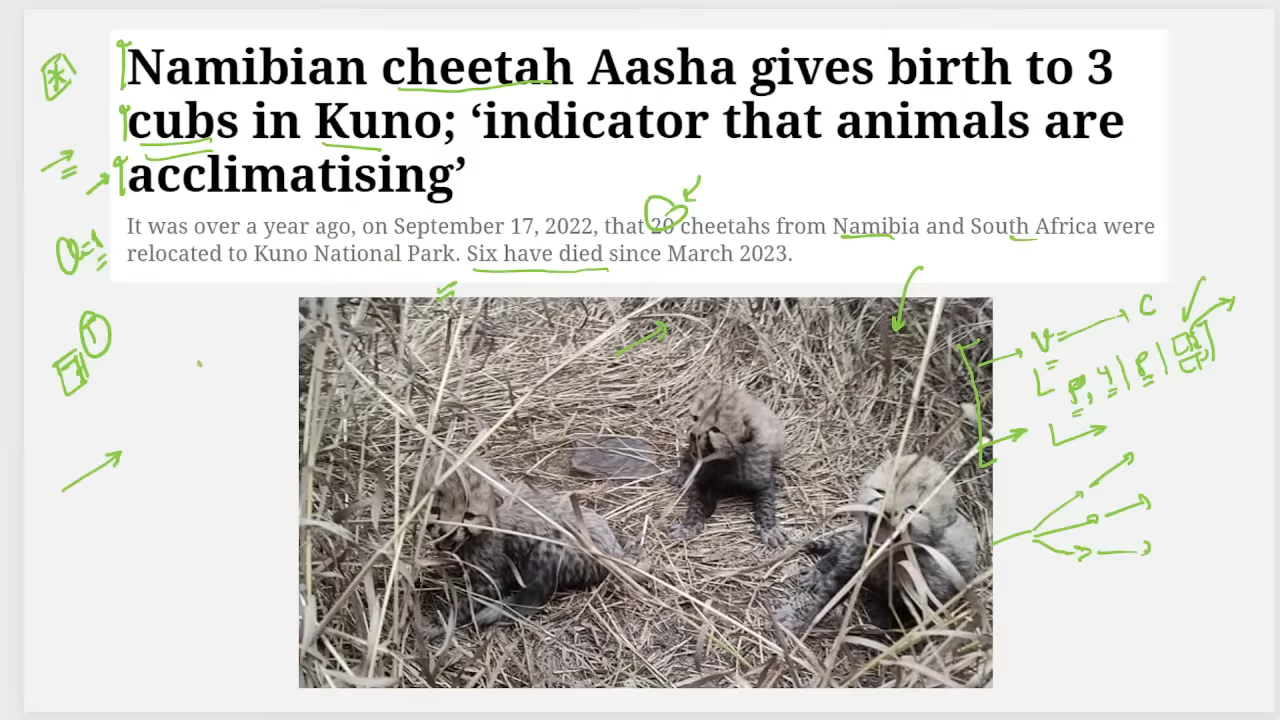 Namibian cheetah Aasha gives birth to 3
cubs in Kuno; ‘indicator that animals are
acclimatising’
It was over a year ago, on September 17, 2022, that 20 cheetahs from Namibia and South Africa were
relocated to Kuno National Park. Six have died since March 2023.